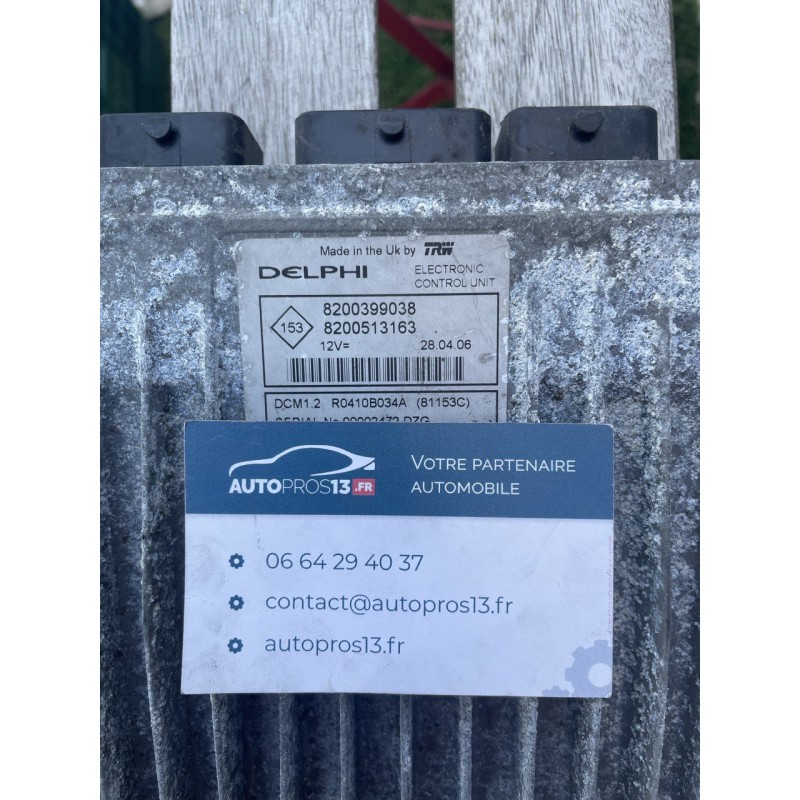 Made in the Uk by TRW
DELPHI
ELECTRONIC
CONTROL UNIT
8200399038
153
8200513163
12V=
28.04.06
DCM1.2 R0410B034A (81153C)
AUTOPROS13.FR
VOTRE PARTENAIRE
AUTOMOBILE
06 64 29 40 37
contact@autopros13.fr
autopros13.fr